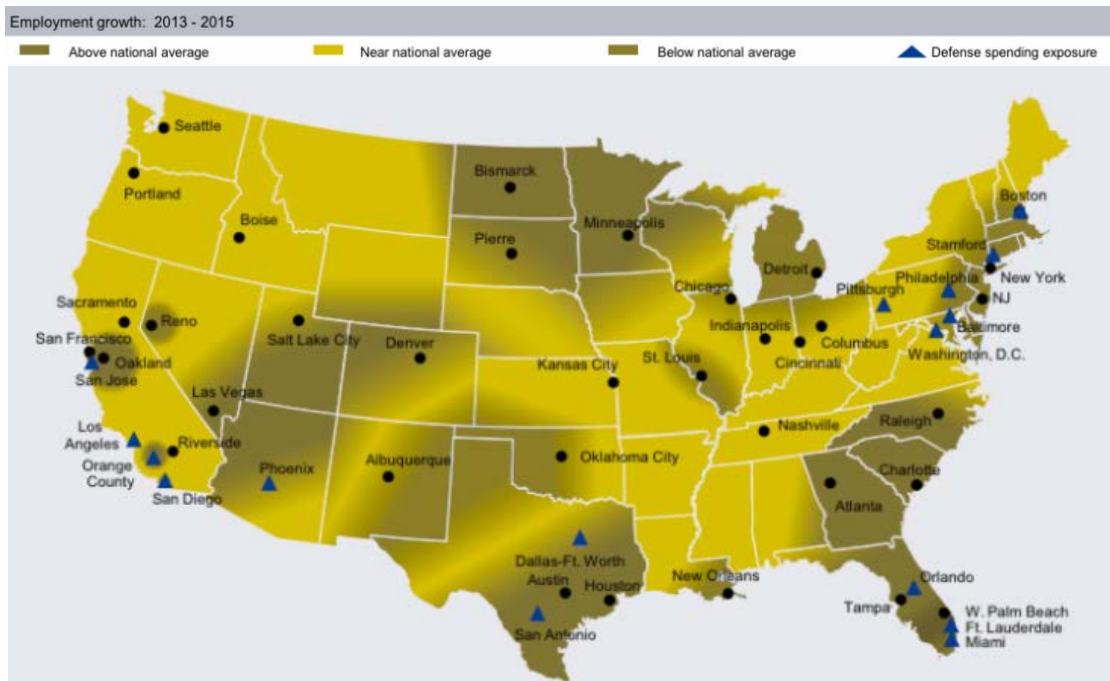 Employment growth: 2013 - 2015
Above national average
Near national average
Below national average
Defense spending exposure
Seattle
Portland
Boise
Bismarck
Pierre
Minneapolis
Detroit
Chicago
Boston
Stamford
New York
Philadelphia
Pittsburgh
NJ
Baltimore
Washington, D.C.
Sacramento
Reno
San Francisco
Oakland
San Jose
Salt Lake City
Denver
Las Vegas
Kansas City
St. Louis
Indianapolis
Columbus
Cincinnati
Los
Angeles
Riverside
Orange
County
San Diego
Phoenix
Albuquerque
Oklahoma City
Nashville
Raleigh
Charlotte
Atlanta
Dallas-Ft. Worth
Austin
Houston
San Antonio
New Orleans
Orlando
Tampa
W. Palm Beach
Ft. Lauderdale
Miami